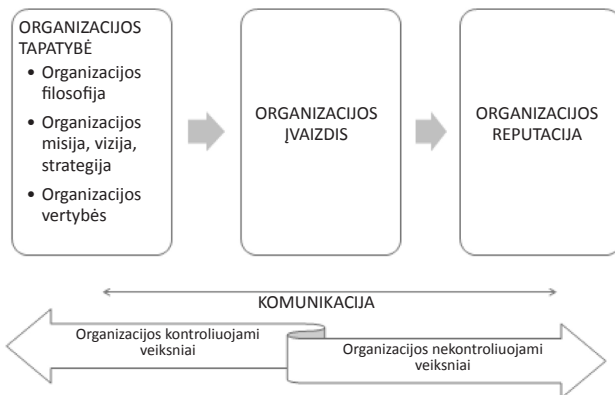 ORGANIZACIJOS
TAPATYBĖ
• Organizacijos
filosofija
• Organizacijos
misija, vizija,
strategija
• Organizacijos
vertybės
ORGANIZACIJOS
ĮVAIZDIS
ORGANIZACIJOS
REPUTACIJA
KOMUNIKACIJA
Organizacijos kontroliuojami
veiksniai
Organizacijos nekontroliuojami
veiksniai